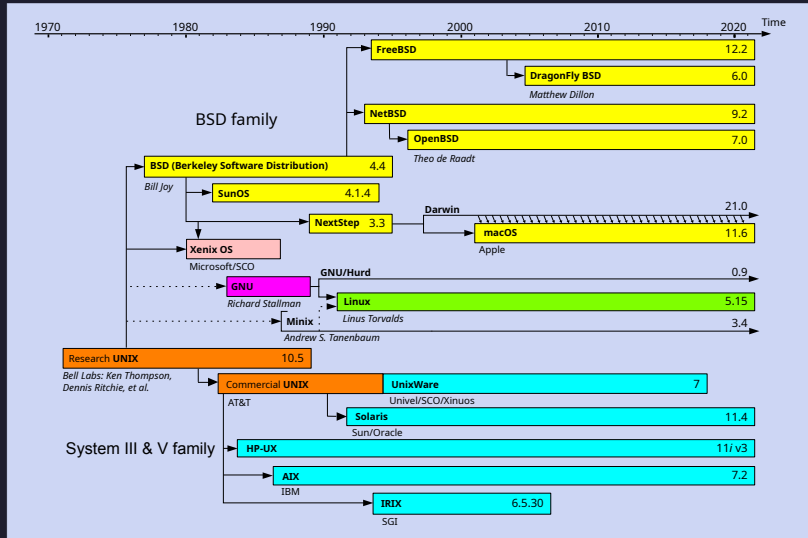 1970 1980 1990 2000 2010 2020 Time
FreeBSD 12.2
DragonFly BSD 6.0
Matthew Dillon
BSD family
NetBSD 9.2
OpenBSD 7.0
Theo de Raadt
BSD (Berkeley Software Distribution) 4.4
Bill Joy
SunOS 4.1.4
Darwin 21.0
NextStep 3.3
macOS 11.6
Apple
Xenix OS
Microsoft/SCO
GNU/Hurd 0.9
GNU
Richard Stallman
Linux 5.15
Linus Torvalds
Minix 3.4
Andrew S. Tanenbaum
Research UNIX 10.5
Bell Labs: Ken Thompson,
Dennis Ritchie, et al.
Commercial UNIX UnixWare 7
AT&T Univel/SCO/Xinuos
Solaris 11.4
Sun/Oracle
System III & V family
HP-UX 11i v3
AIX 7.2
IBM
IRIX 6.5.30
SGI